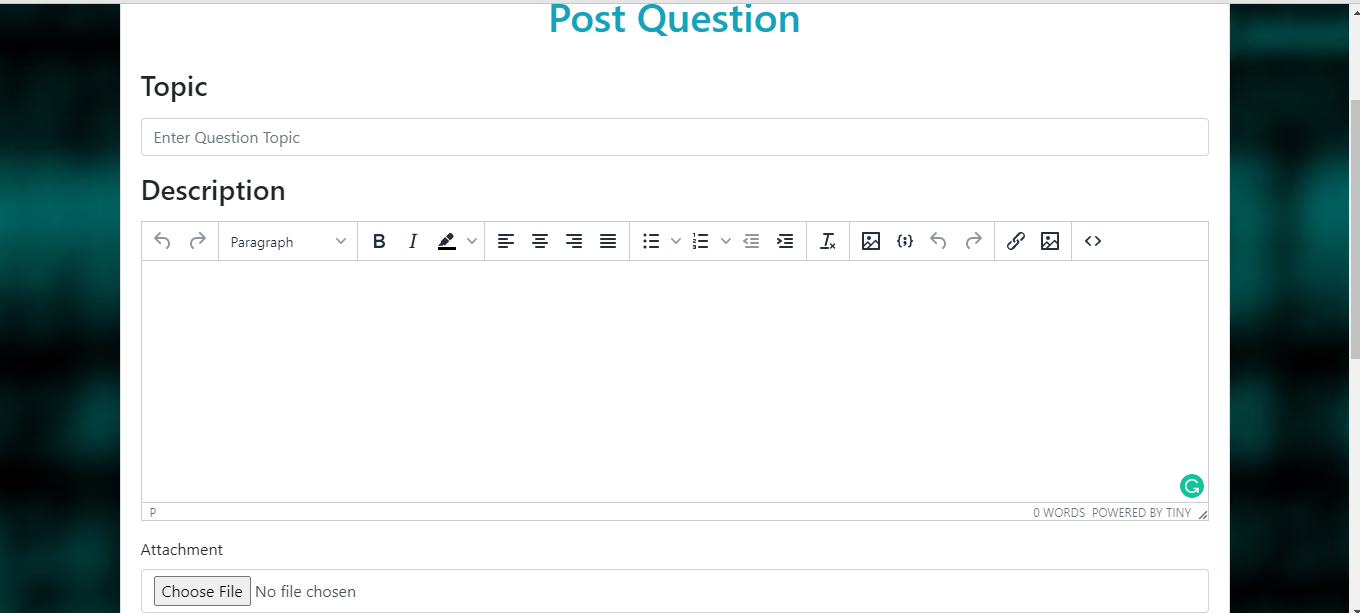 Post Question
Topic
Enter Question Topic
Description
Paragraph B I
P 0 WORDS POWERED BY TINY
Attachment
Choose File No file chosen